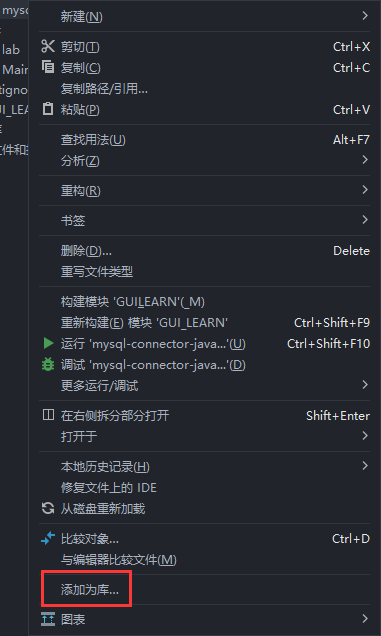 mysq
新建(N)
剪切(T) Ctrl+X
lab
复制(C) Ctrl+C
Main
复制路径/引用...
tigno
粘贴(P) Ctrl+V
UI_LEA
查找用法(U) Alt+F7
文件和
分析(Z)
重构(R)
书签
删除(D)... Delete
重写文件类型
构建模块 'GUILEARN'(_M)
重新构建(E) 模块 'GUI_LEARN' Ctrl+Shift+F9
运行 'mysql-connector-java...'(U) Ctrl+Shift+F10
调试 'mysql-connector-java...'(D)
更多运行/调试
在右侧拆分部分打开 Shift+Enter
打开于
本地历史记录(H)
修复文件上的 IDE
从磁盘重新加载
比较对象... Ctrl+D
与编辑器比较文件(M)
添加为库...
图表